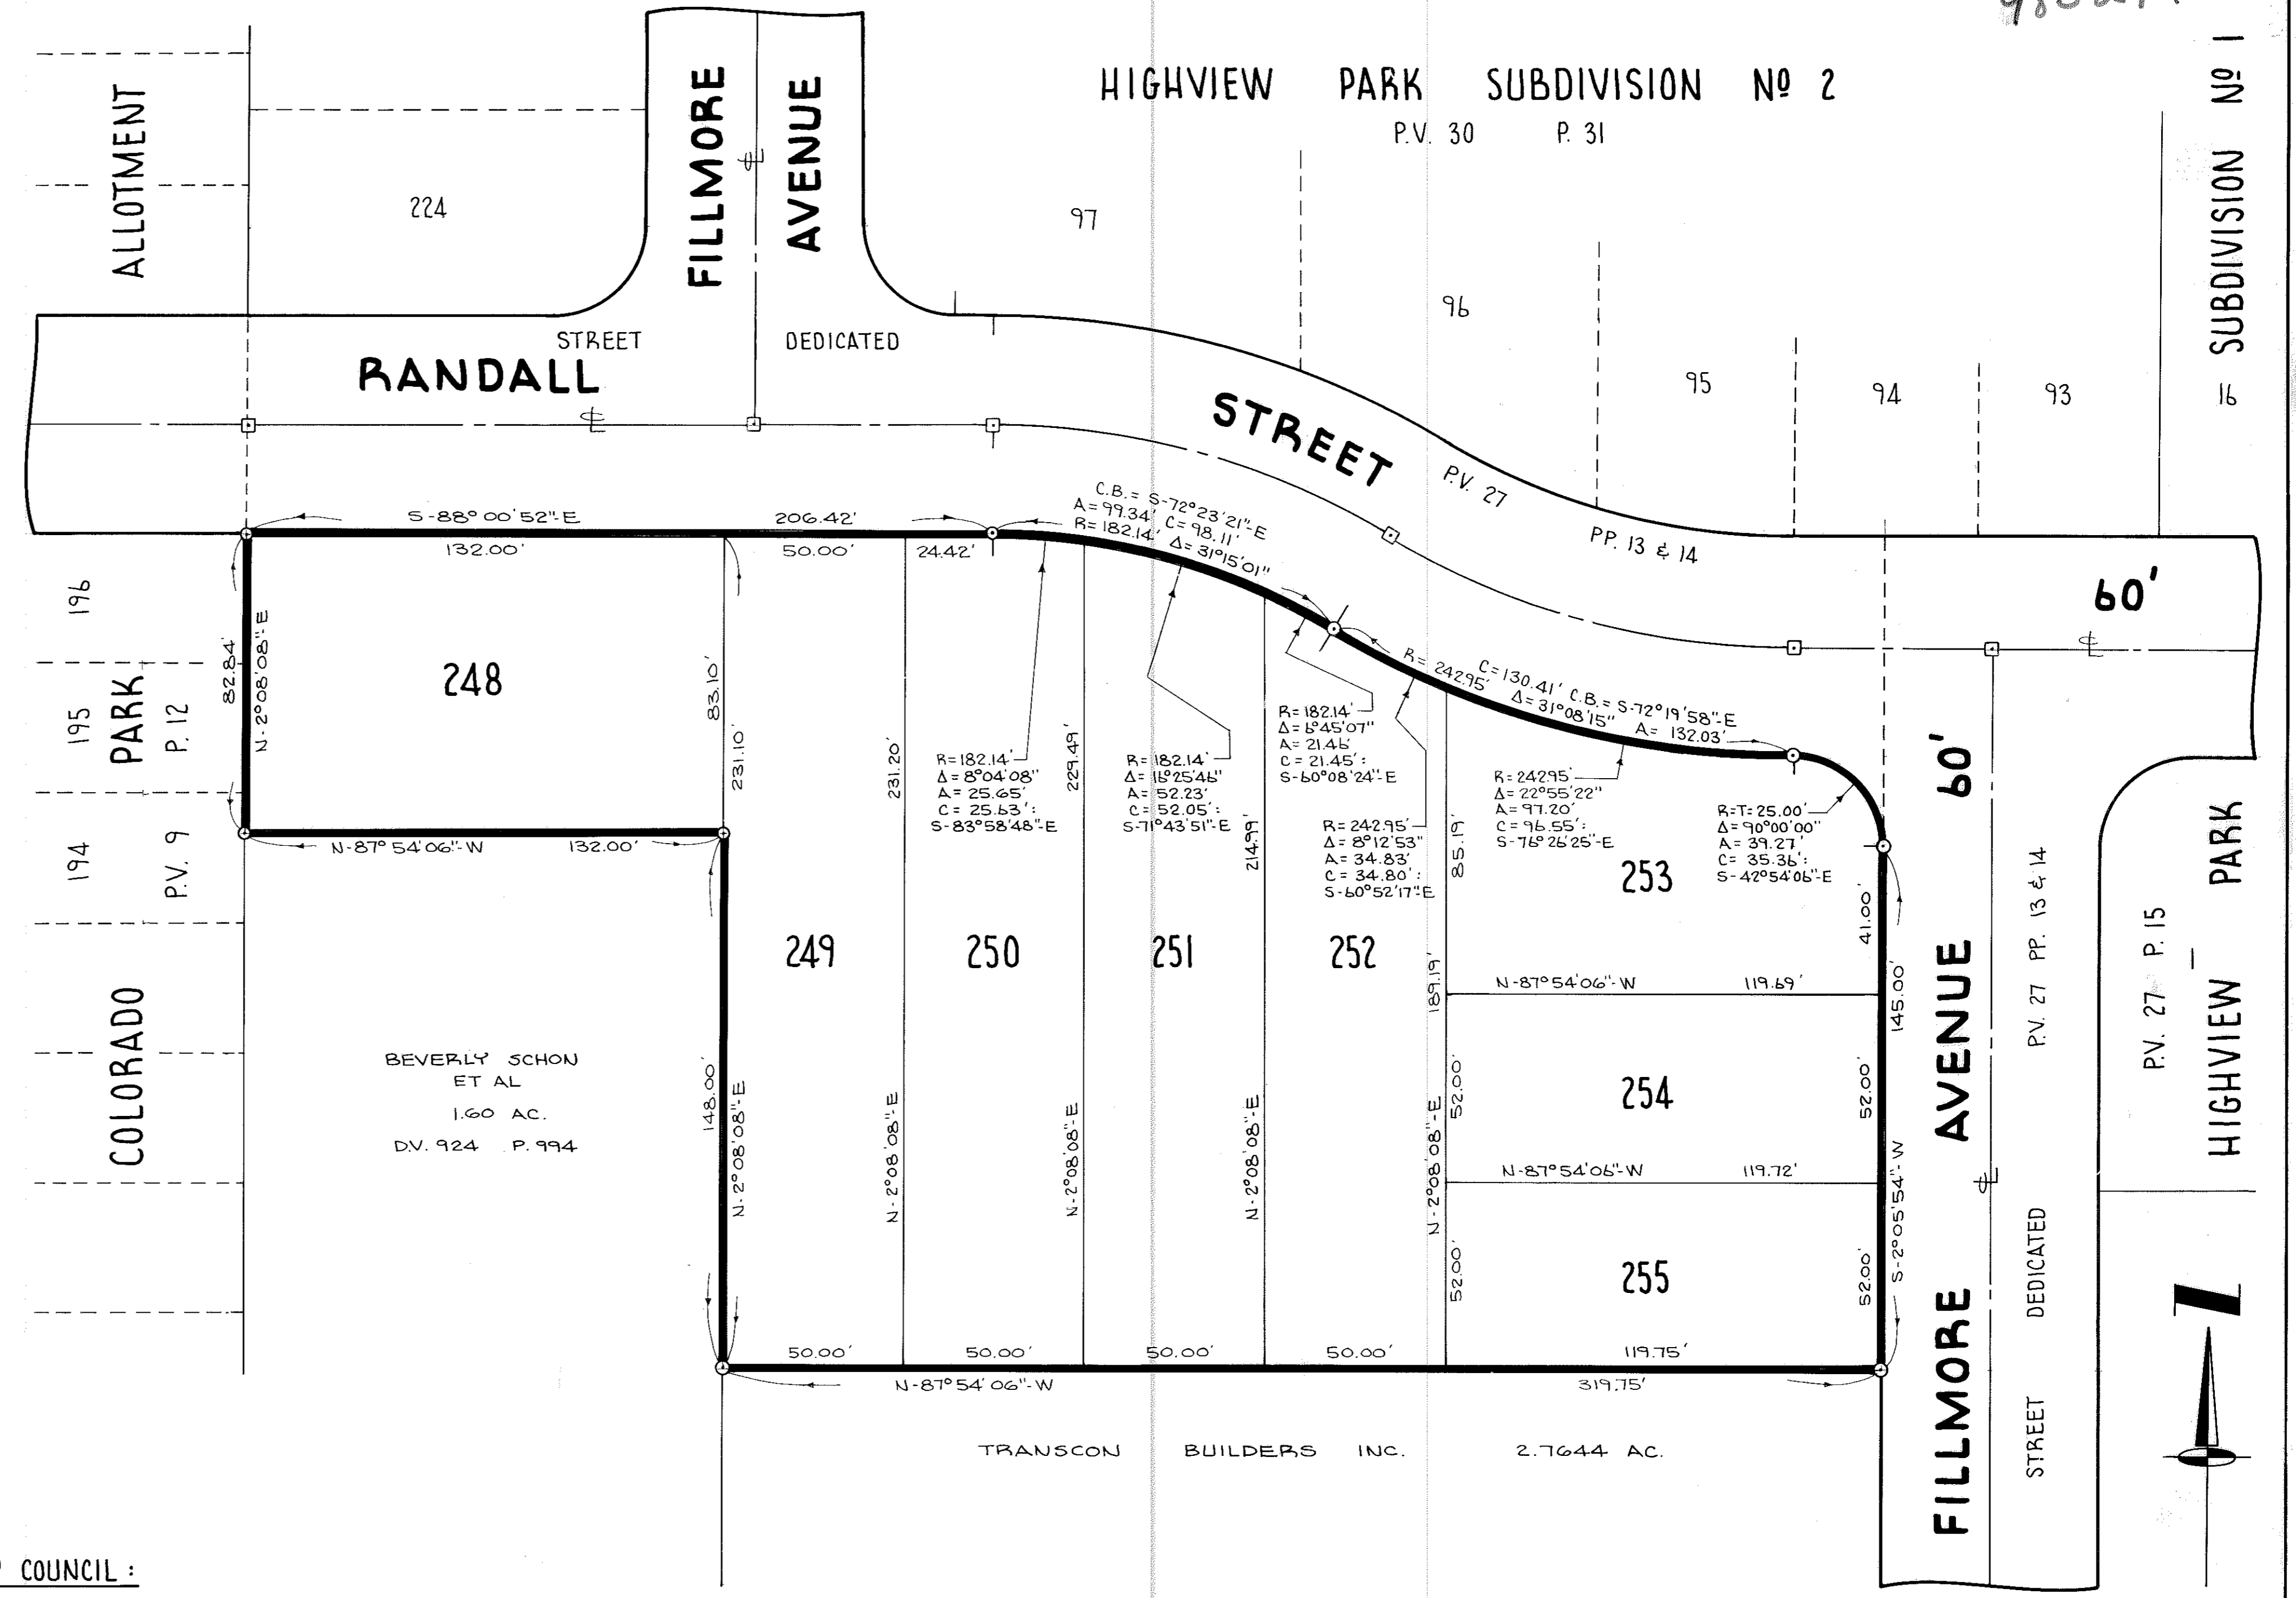 HIGHVIEW PARK SUBDIVISION Nº 2
P.V. 30 P. 31
SUBDIVISION Nº 1
16
ALLOTMENT
224
FILLMORE
AVENUE
97
96
95
94
93
STREET DEDICATED
RANDALL
STREET
P.V. 27
PP. 13 & 14
60'
S-88°00'52"-E 206.42'
132.00' 50.00' 24.42'
C.B. = S-72°23'21"-E
A= 99.34' C= 98.11'
R= 182.14' Δ= 31°15'01"
R= 242.95' C=130.41' C.B.= S-72°19'58"-E
Δ=31°08'15" A= 132.03'
196
195
194
PARK
P. 12
P.V. 9
COLORADO
82.84'
N-2°08'08"-E
248
83.10'
231.10'
N-87°54'06"-W 132.00'
231.20'
229.49'
214.99'
189.19'
85.19'
R=182.14'
Δ= 8°04'08"
A= 25.65'
C= 25.63':
S-83°58'48"-E
R=182.14'
Δ= 16°25'46"
A= 52.23'
C= 52.05':
S-71°43'51"-E
R=182.14'
Δ=6°45'07"
A= 21.46'
C= 21.45':
S-60°08'24"-E
R=242.95'
Δ= 8°12'53"
A= 34.83'
C= 34.80':
S-60°52'17"-E
R=242.95'
Δ= 22°55'22"
A= 97.20'
C= 96.55':
S-76°26'25"-E
R=T= 25.00'
Δ= 90°00'00"
A= 39.27'
C= 35.36':
S-42°54'06"-E
249
250
251
252
253
41.00'
145.00'
N-87°54'06"-W 119.69'
254
52.00'
52.00'
N-87°54'06"-W 119.72'
255
52.00'
52.00'
S-2°05'54"-W
148.00'
N-2°08'08"-E
N-2°08'08"-E
N-2°08'08"-E
N-2°08'08"-E
N-2°08'08"-E
BEVERLY SCHON
ET AL
1.60 AC.
D.V. 924 P. 994
50.00' 50.00' 50.00' 50.00' 119.75'
N-87°54'06"-W 319.75'
TRANSCON BUILDERS INC. 2.7644 AC.
FILLMORE AVENUE 60'
STREET DEDICATED P.V. 27 PP. 13 & 14
P.V. 27 P. 15
HIGHVIEW PARK
COUNCIL: